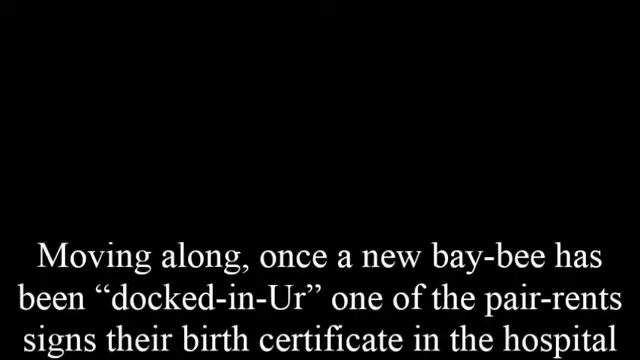 Moving along, once a new bay-bee has
been “docked-in-Ur” one of the pair-rents
signs their birth certificate in the hospital